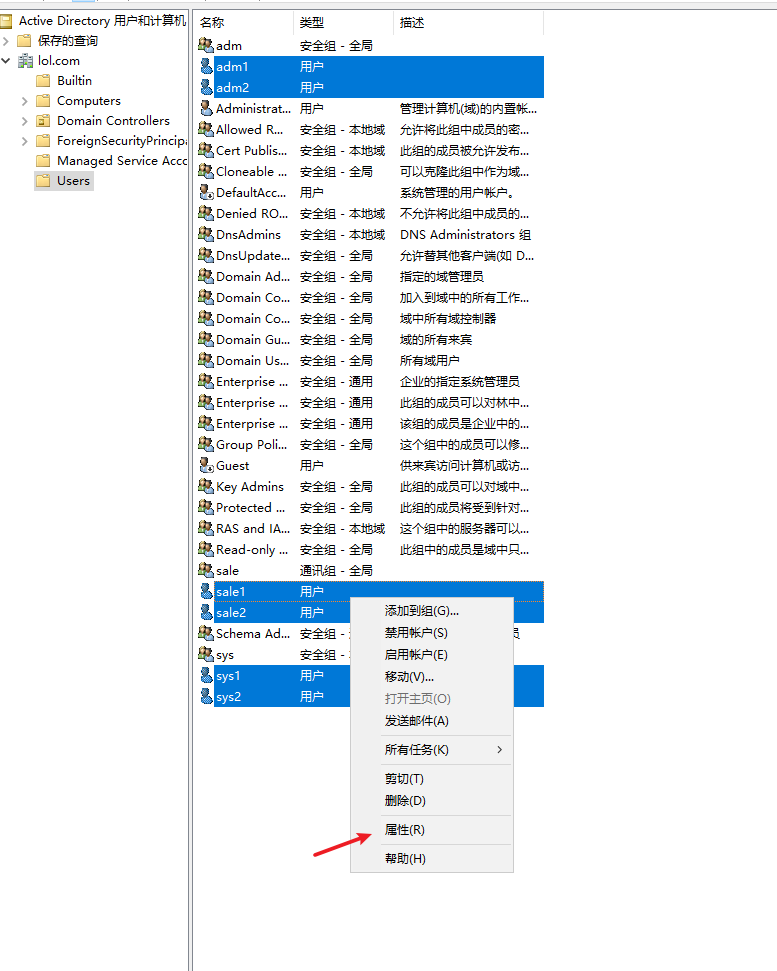 Active Directory 用户和计算机
保存的查询
lol.com
Builtin
Computers
Domain Controllers
ForeignSecurityPrincipa
Managed Service Acco
Users
名称 类型 描述
adm 安全组 - 全局
adm1 用户
adm2 用户
Administrat... 用户 管理计算机(域)的内置帐...
Allowed R... 安全组 - 本地域 允许将此组中成员的密...
Cert Publis... 安全组 - 本地域 此组的成员被允许发布...
Cloneable ... 安全组 - 全局 可以克隆此组中作为域...
DefaultAcc... 用户 系统管理的用户帐户。
Denied RO... 安全组 - 本地域 不允许将此组中成员的...
DnsAdmins 安全组 - 本地域 DNS Administrators 组
DnsUpdate... 安全组 - 全局 允许替其他客户端(如 D...
Domain Ad... 安全组 - 全局 指定的域管理员
Domain Co... 安全组 - 全局 加入到域中的所有工作...
Domain Co... 安全组 - 全局 域中所有域控制器
Domain Gu... 安全组 - 全局 域的所有来宾
Domain Us... 安全组 - 全局 所有域用户
Enterprise ... 安全组 - 通用 企业的指定系统管理员
Enterprise ... 安全组 - 通用 此组的成员可以对林中...
Enterprise ... 安全组 - 通用 该组的成员是企业中的...
Group Poli... 安全组 - 全局 这个组中的成员可以修...
Guest 用户 供来宾访问计算机或访...
Key Admins 安全组 - 全局 此组的成员可以对域中...
Protected ... 安全组 - 全局 此组的成员将受到针对...
RAS and IA... 安全组 - 本地域 这个组中的服务器可以...
Read-only ... 安全组 - 全局 此组中的成员是域中只...
sale 通讯组 - 全局
sale1 用户
sale2 用户
Schema Ad... 安全组 - 员
sys 安全组 -
sys1 用户
sys2 用户
添加到组(G)...
禁用帐户(S)
启用帐户(E)
移动(V)...
打开主页(O)
发送邮件(A)
所有任务(K)
剪切(T)
删除(D)
属性(R)
帮助(H)